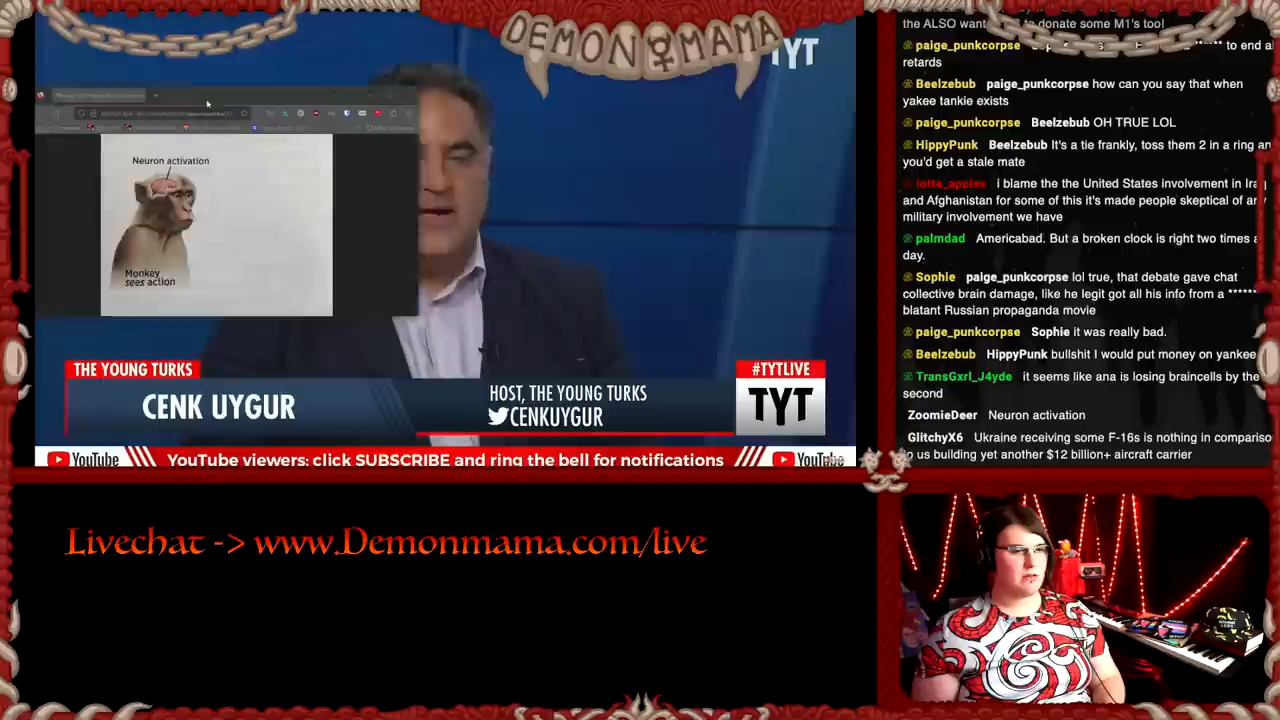 DEMON MAMA
TYT
Neuron activation
Monkey
sees action
THE YOUNG TURKS
CENK UYGUR
HOST, THE YOUNG TURKS
CENKUYGUR
#TYTLIVE
TYT
YouTube
YouTube viewers: click SUBSCRIBE and ring the bell for notifications
YouTube
Livechat -> www.Demonmama.com/live
the ALSO want to donate some M1's too!
paige_punkcorpse ***** to end a
retards
Beelzebub paige_punkcorpse how can you say that when
yakee tankie exists
paige_punkcorpse Beelzebub OH TRUE LOL
HippyPunk Beelzebub It's a tie frankly, toss them 2 in a ring an
you'd get a stale mate
lotta_apples i blame the the United States involvement in Iraq
and Afghanistan for some of this it's made people skeptical of any
military involvement we have
palmdad Americabad. But a broken clock is right two times a
day.
Sophie paige_punkcorpse lol true, that debate gave chat
collective brain damage, like he legit got all his info from a ******
blatant Russian propaganda movie
paige_punkcorpse Sophie it was really bad.
Beelzebub HippyPunk bullshit I would put money on yankee
TransGxrl_J4yde it seems like ana is losing braincells by the
second
ZoomieDeer Neuron activation
GlitchyX6 Ukraine receiving some F-16s is nothing in compariso
o us building yet another $12 billion+ aircraft carrier